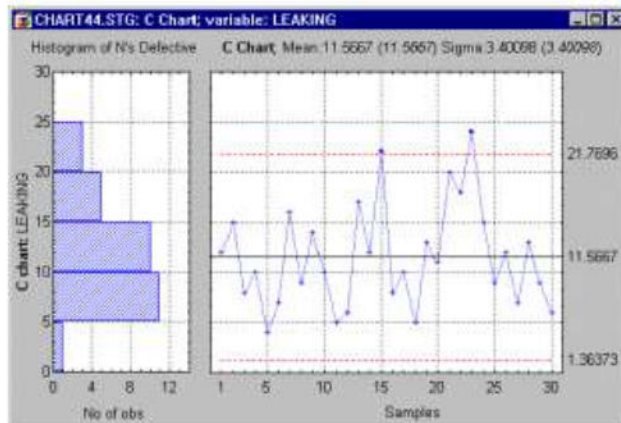 CHART44.STG: C Chart; variable: LEAKING
Histogram of N's Defective
C Chart; Mean:11.5667 (11.5667) Sigma:3.40098 (3.40098)
C chart: LEAKING
30
25
20
15
10
5
0
0 4 8 12
No of obs
21.7696
11.5667
1.36373
1 5 10 15 20 25 30
Samples